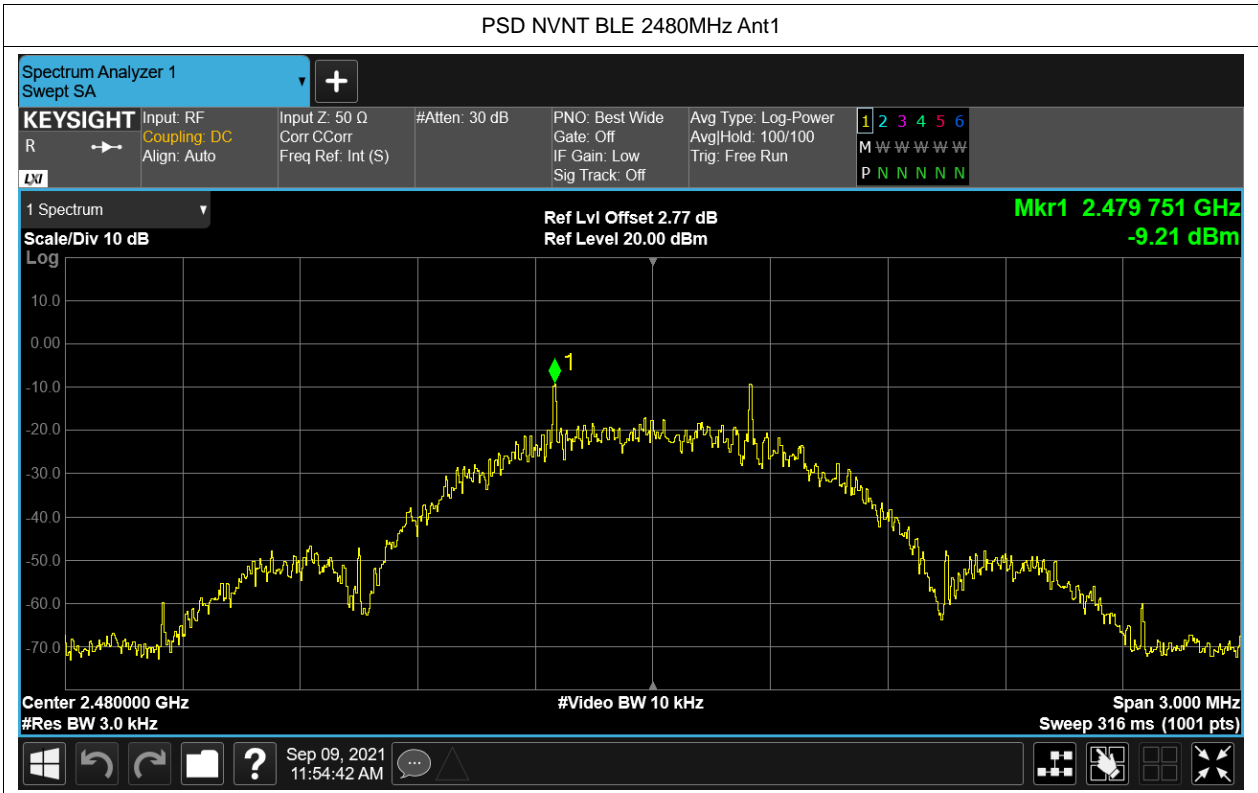 PSD NVNT BLE 2480MHz Ant1
Spectrum Analyzer 1
Swept SA
KEYSIGHT
R
LXI
Input: RF
Coupling: DC
Align: Auto
Input Z: 50 Ω
Corr CCorr
Freq Ref: Int (S)
#Atten: 30 dB
PNO: Best Wide
Gate: Off
IF Gain: Low
Sig Track: Off
Avg Type: Log-Power
Avg|Hold: 100/100
Trig: Free Run
1 2 3 4 5 6
M W W W W W
P N N N N N
1 Spectrum
Scale/Div 10 dB
Ref Lvl Offset 2.77 dB
Ref Level 20.00 dBm
Mkr1 2.479 751 GHz
-9.21 dBm
Log
10.0
0.00
-10.0
-20.0
-30.0
-40.0
-50.0
-60.0
-70.0
1
Center 2.480000 GHz
#Res BW 3.0 kHz
#Video BW 10 kHz
Span 3.000 MHz
Sweep 316 ms (1001 pts)
?
Sep 09, 2021
11:54:42 AM